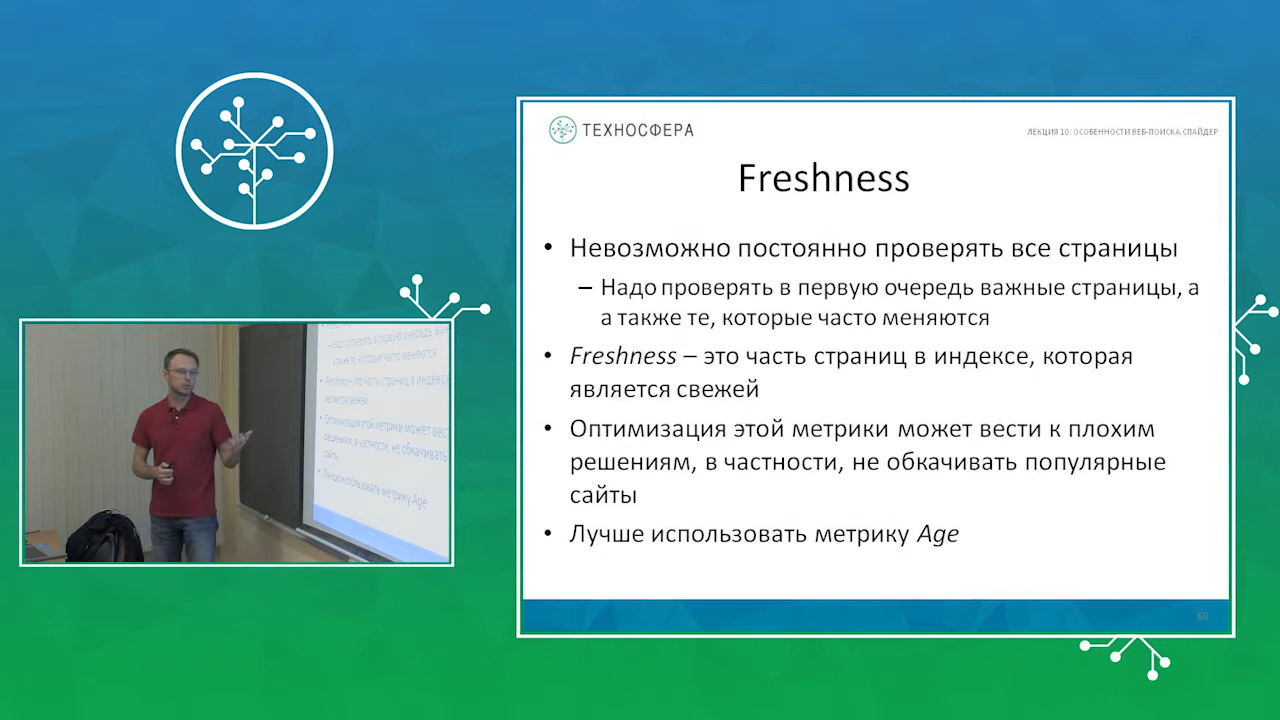 ТЕХНОСФЕРА
ЛЕКЦИЯ 10: ОСОБЕННОСТИ ВЕБ-ПОИСКА. СПАЙДЕР
Freshness
• Невозможно постоянно проверять все страницы
– Надо проверять в первую очередь важные страницы, а
а также те, которые часто меняются
• Freshness – это часть страниц в индексе, которая
является свежей
• Оптимизация этой метрики может вести к плохим
решениям, в частности, не обкачивать популярные
сайты
• Лучше использовать метрику Age